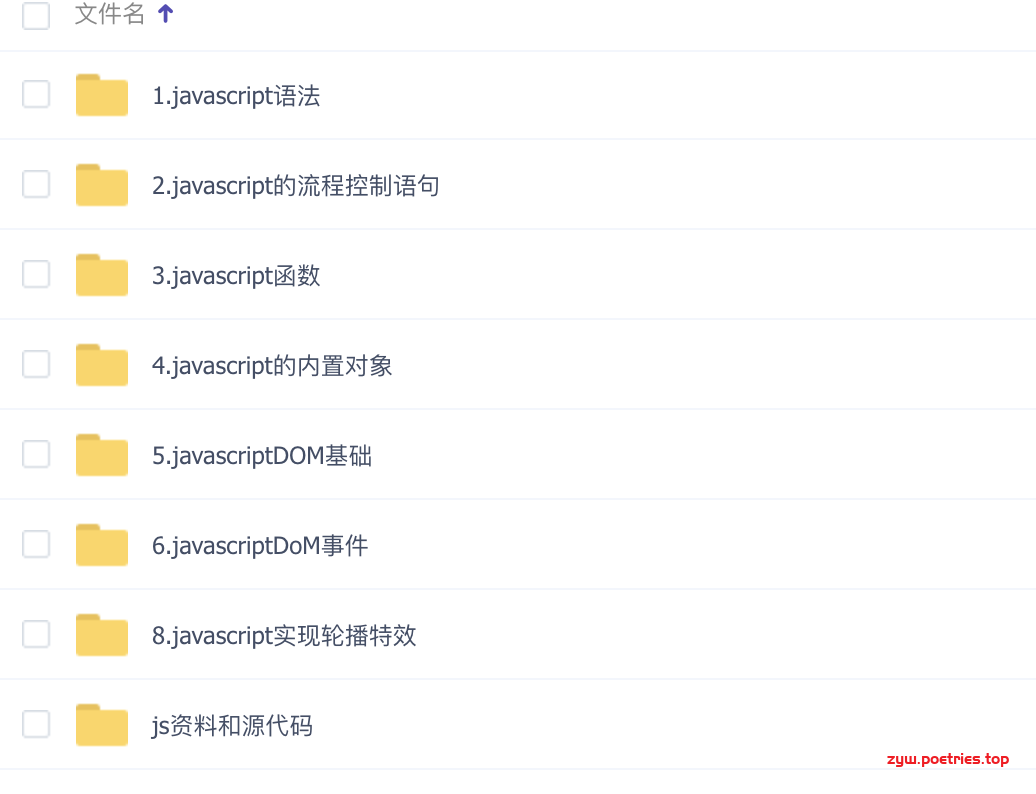 文件名
1.javascript语法
2.javascript的流程控制语句
3.javascript函数
4.javascript的内置对象
5.javascriptDOM基础
6.javascriptDoM事件
8.javascript实现轮播特效
js资料和源代码
zyw.poetries.top